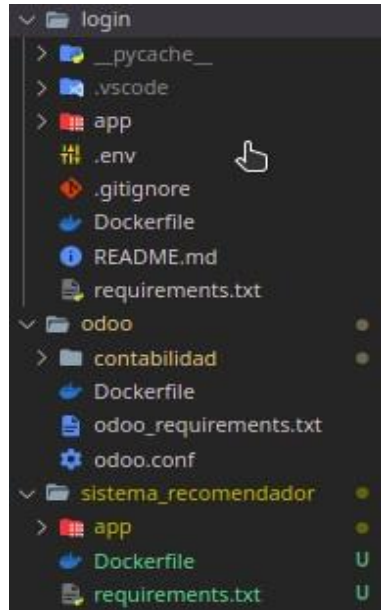 login
__pycache__
.vscode
app
.env
.gitignore
Dockerfile
README.md
requirements.txt
odoo
contabilidad
Dockerfile
odoo_requirements.txt
odoo.conf
sistema_recomendador
app
Dockerfile U
requirements.txt U